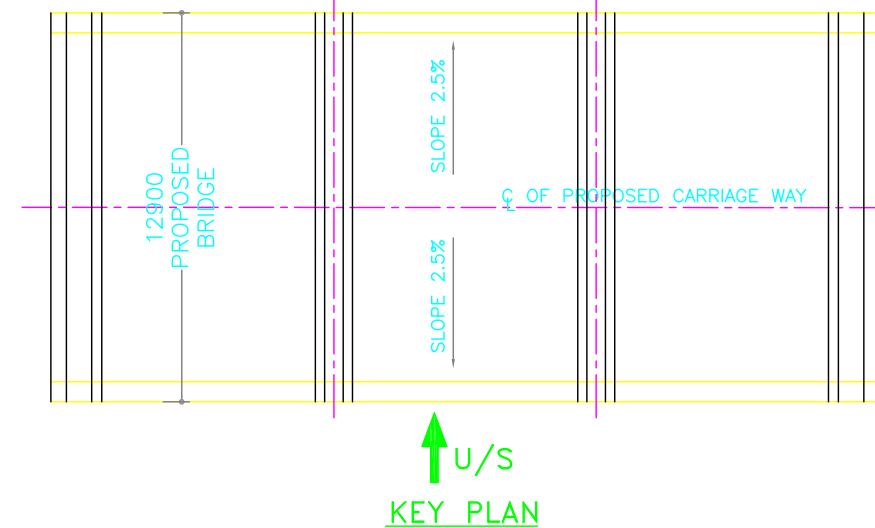 12900
PROPOSED
BRIDGE
SLOPE 2.5%
℄ OF PROPOSED CARRIAGE WAY
SLOPE 2.5%
U/S
KEY PLAN